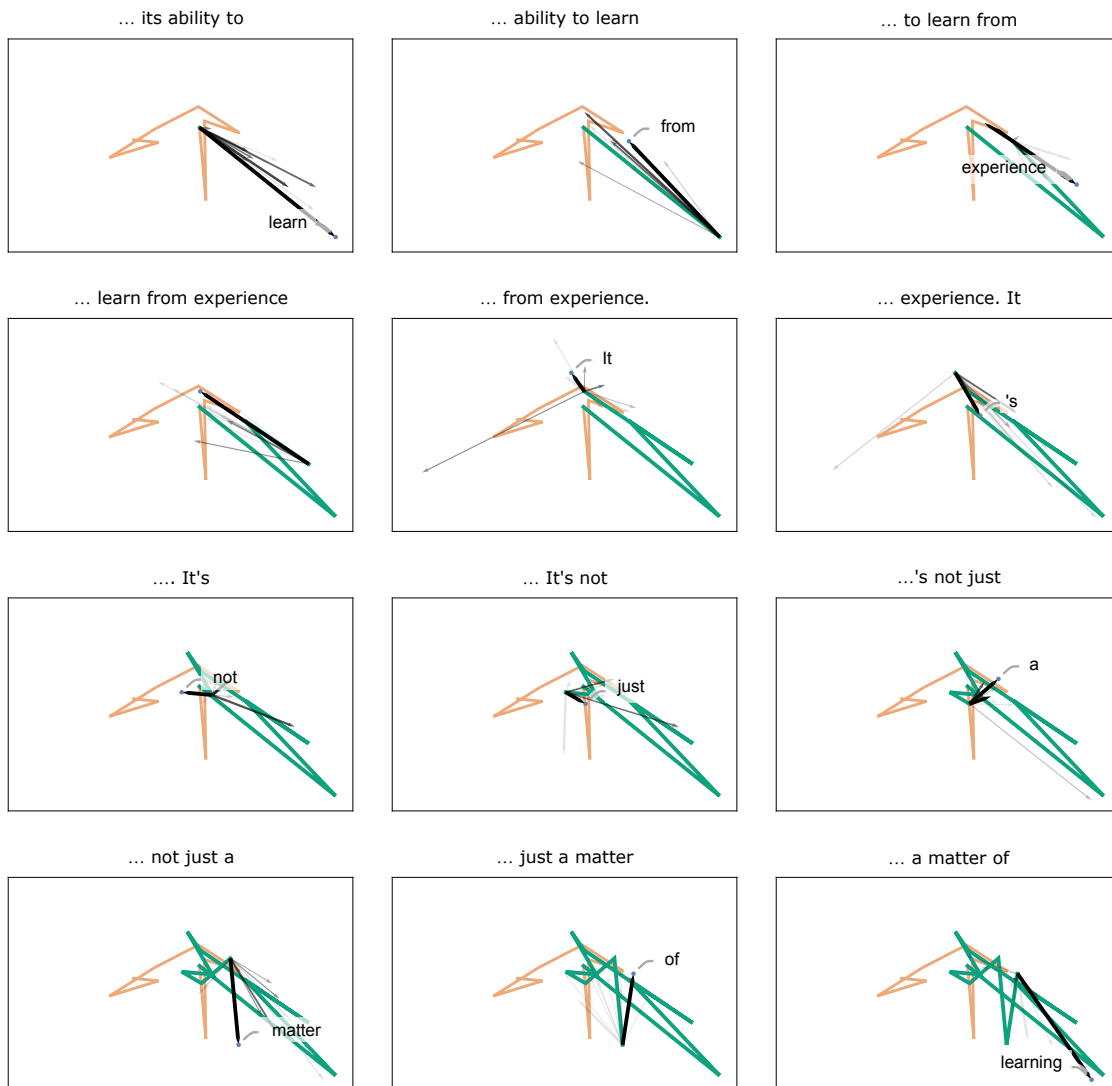 ... its ability to
... ability to learn
... to learn from
learn
from
experience
... learn from experience
... from experience.
... experience. It
It
's
.... It's
... It's not
...'s not just
not
just
a
... not just a
... just a matter
... a matter of
matter
of
learning